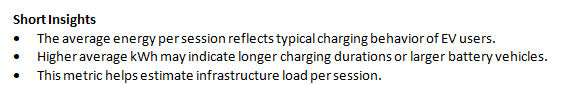 Short Insights
• The average energy per session reflects typical charging behavior of EV users.
• Higher average kWh may indicate longer charging durations or larger battery vehicles.
• This metric helps estimate infrastructure load per session.